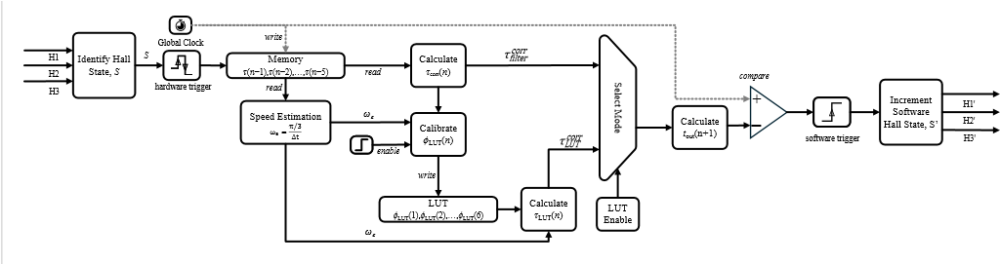 Global Clock
H1
H2
H3
Identify Hall
State, S
S
hardware trigger
write
Memory
τ(n−1),τ(n−2),…,τ(n−5)
read
read
Speed Estimation
ωₑ = π/3
Δt
ωₑ
enable
Calculate
τcorr(n)
Calibrate
ϕLUT(n)
write
LUT
ϕLUT(1),ϕLUT(2),…,ϕLUT(6)
ωₑ
Calculate
τLUT(n)
τ corr filter
τ corr LUT
Select Mode
LUT
Enable
Calculate
tout(n+1)
compare
+
−
software trigger
Increment
Software
Hall State, S’
H1'
H2'
H3'